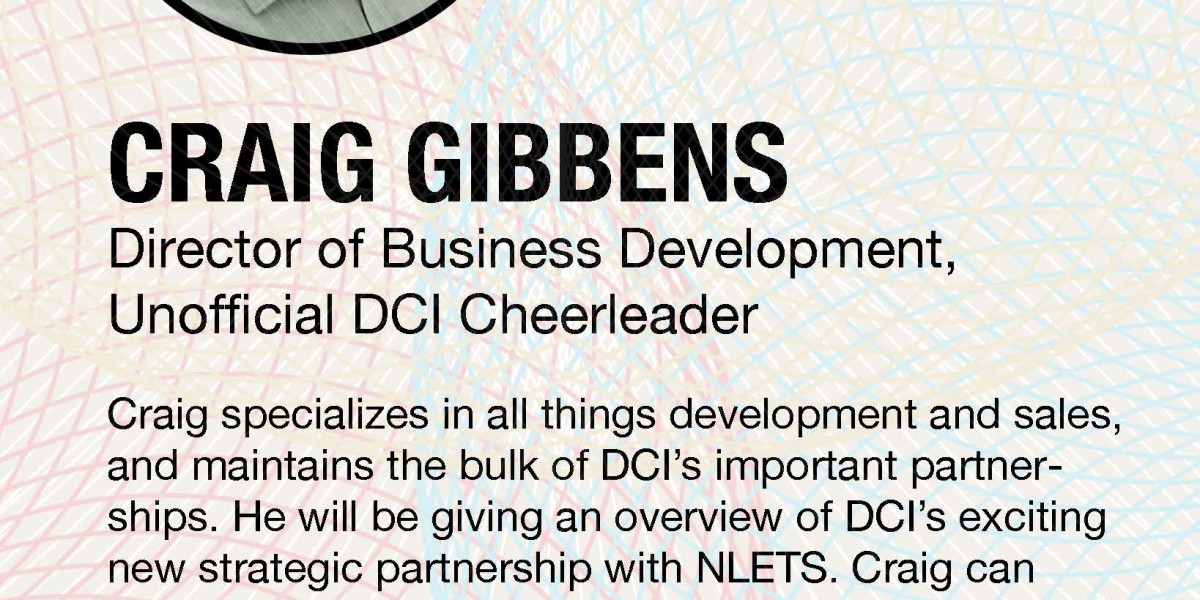 CRAIG GIBBENS
Director of Business Development,
Unofficial DCI Cheerleader
Craig specializes in all things development and sales,
and maintains the bulk of DCI’s important partner-
ships. He will be giving an overview of DCI’s exciting
new strategic partnership with NLETS. Craig can